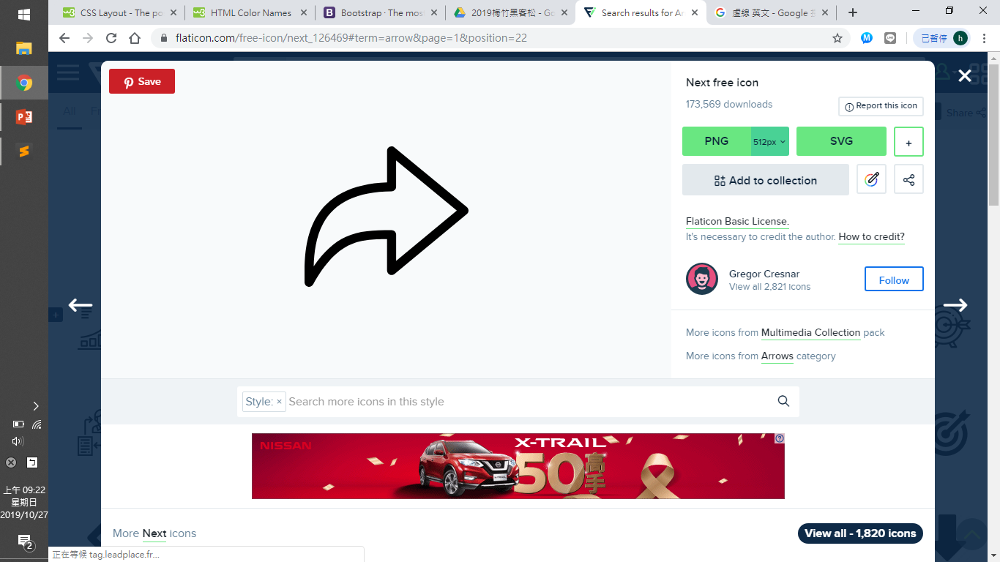 CSS Layout - The po
HTML Color Names
Bootstrap · The most
2019梅竹黑客松 - Go
Search results for Ar
虛線 英文 - Google 搜
flaticon.com/free-icon/next_126469#term=arrow&page=1&position=22
已暫停 h
All
Share
Save
Next free icon
173,569 downloads
Report this icon
PNG 512px SVG +
Add to collection
Flaticon Basic License.
It's necessary to credit the author. How to credit?
Gregor Cresnar
View all 2,821 icons
Follow
More icons from Multimedia Collection pack
More icons from Arrows category
Style: × Search more icons in this style
NISSAN
X-TRAIL
50高手
More Next icons
View all - 1,820 icons
正在等候 tag.leadplace.fr...
上午 09:22
星期日
2019/10/27
2